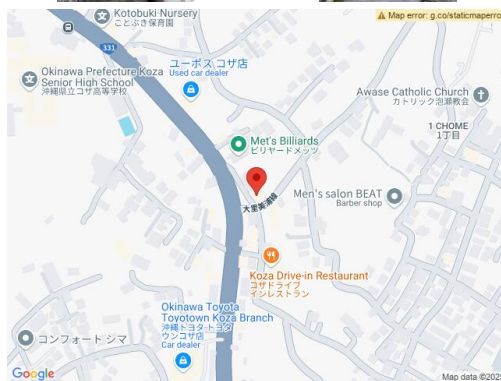 Map error: g.co/staticmaperro
Kotobuki Nursery
ことぶき保育園
331
ユーポス コザ店
Used car dealer
Okinawa Prefecture Koza
Senior High School
沖縄県立コザ高等学校
Awase Catholic Church
カトリック泡瀬教会
1 CHOME
1丁目
Met's Billiards
ビリヤードメッツ
大里美浦線
Men's salon BEAT
Barber shop
Koza Drive-in Restaurant
コザドライブ
インレストラン
Okinawa Toyota
Toyotown Koza Branch
沖縄トヨタ トヨタ
ウンコザ店
Car dealer
コンフォート シマ
Google
Map data ©2025